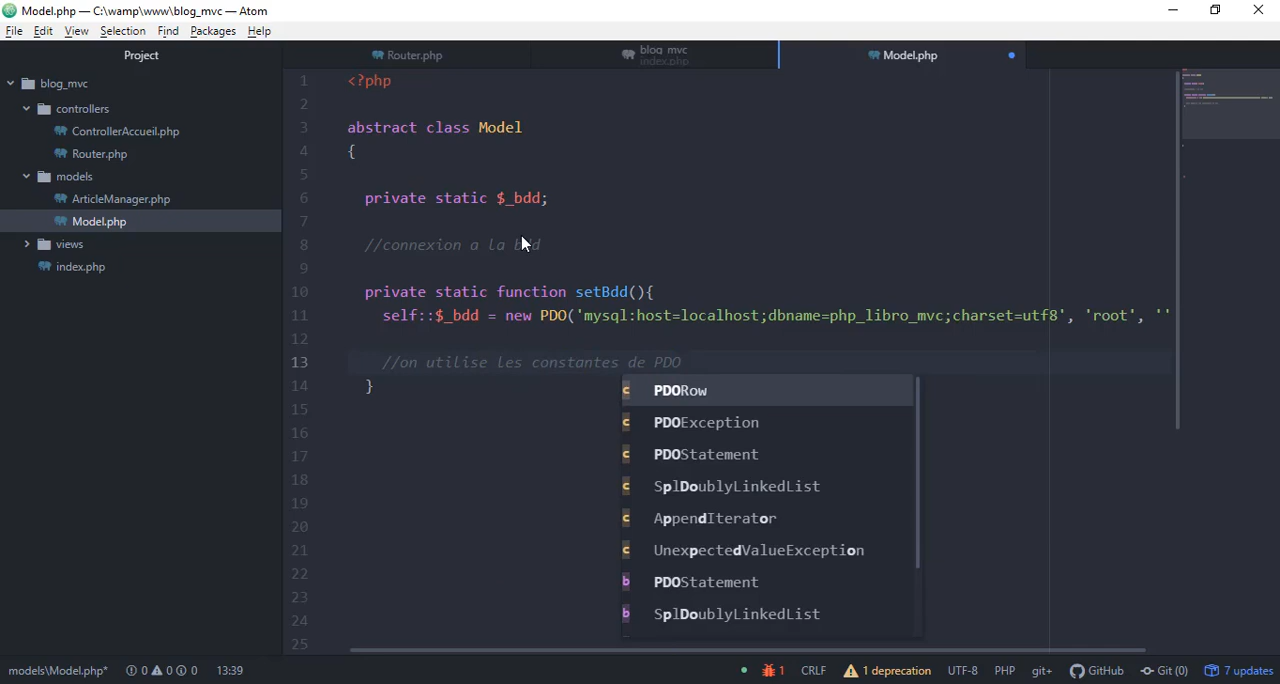 Model.php — C:\wamp\www\blog_mvc — Atom
File Edit View Selection Find Packages Help
Project
Router.php
blog_mvc
index.php
Model.php
blog_mvc
controllers
ControllerAccueil.php
Router.php
models
ArticleManager.php
Model.php
views
index.php
1 <?php
2
3 abstract class Model
4 {
5
6 private static $_bdd;
7
8 //connexion a la bdd
9
10 private static function setBdd(){
11 self::$_bdd = new PDO('mysql:host=localhost;dbname=php_libro_mvc;charset=utf8', 'root', ''
12
13 //on utilise les constantes de PDO
14 }
15
16
17
18
19
20
21
22
23
24
25
c PDORow
c PDOException
c PDOStatement
c SplDoublyLinkedList
c AppendIterator
c UnexpectedValueException
b PDOStatement
b SplDoublyLinkedList
models\Model.php* 0 0 0 13:39 1 CRLF 1 deprecation UTF-8 PHP git+ GitHub Git (0) 7 updates